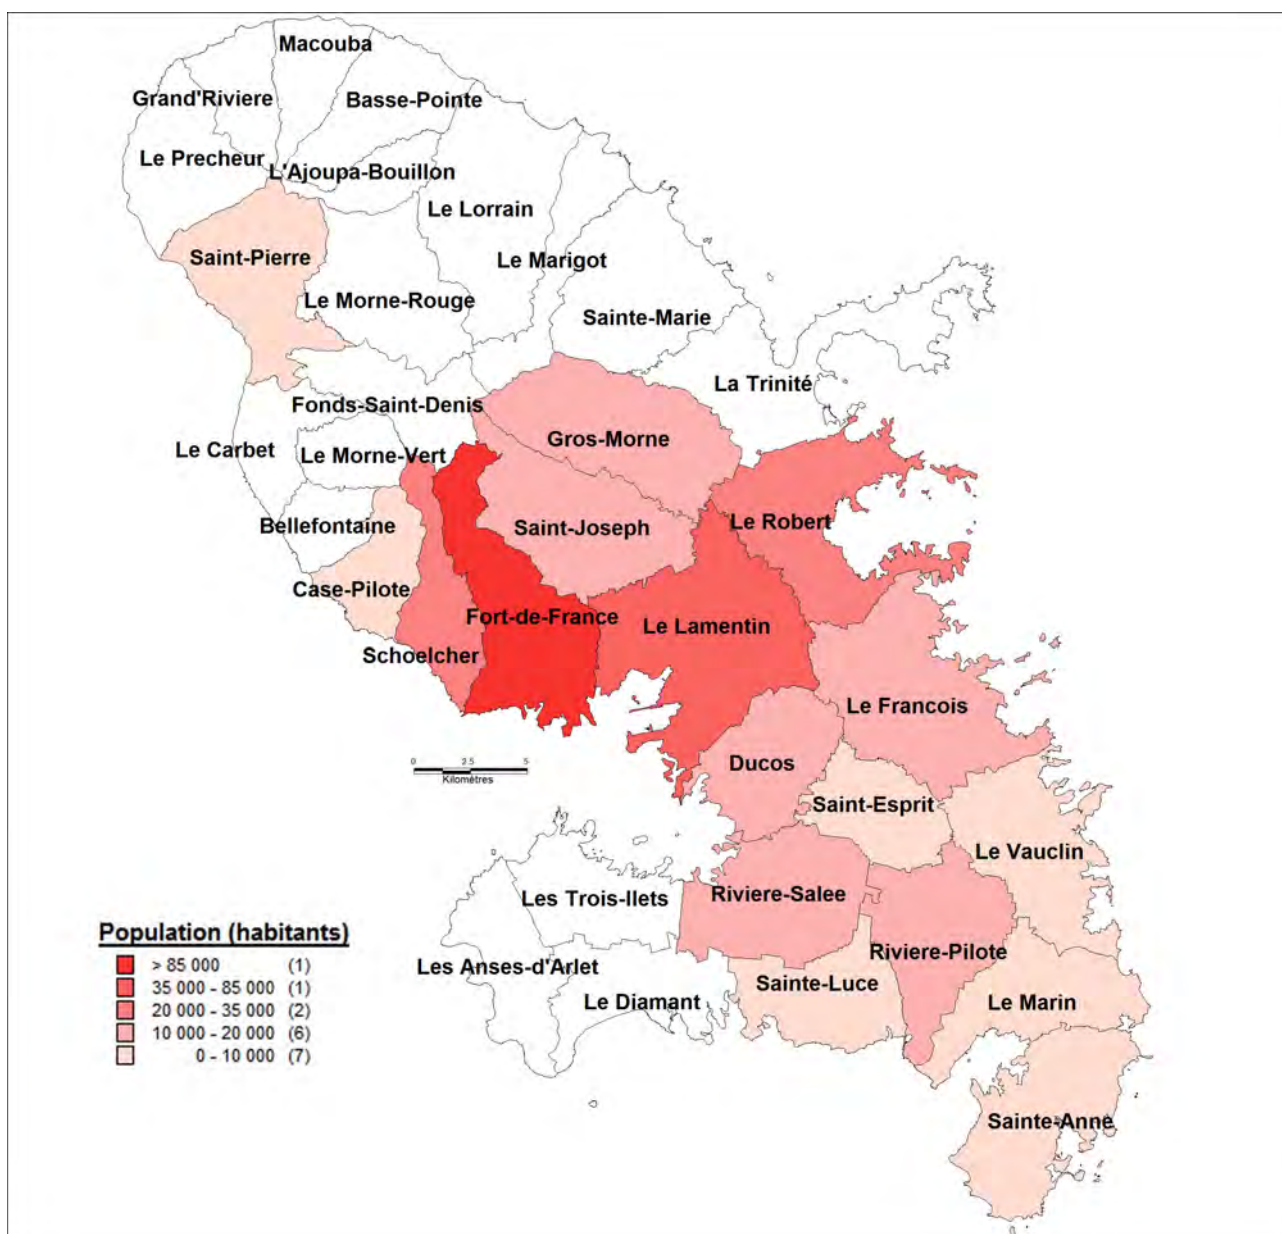 Macouba
Grand'Riviere
Basse-Pointe
Le Precheur
L'Ajoupa-Bouillon
Le Lorrain
Saint-Pierre
Le Marigot
Le Morne-Rouge
Sainte-Marie
La Trinité
Fonds-Saint-Denis
Gros-Morne
Le Carbet
Le Morne-Vert
Bellefontaine
Saint-Joseph
Le Robert
Case-Pilote
Fort-de-France
Le Lamentin
Schoelcher
Le Francois
Ducos
0 2.5 5
Kilomètres
Saint-Esprit
Le Vauclin
Les Trois-Ilets
Riviere-Salee
Riviere-Pilote
Les Anses-d'Arlet
Sainte-Luce
Le Diamant
Le Marin
Sainte-Anne
Population (habitants)
> 85 000 (1)
35 000 - 85 000 (1)
20 000 - 35 000 (2)
10 000 - 20 000 (6)
0 - 10 000 (7)